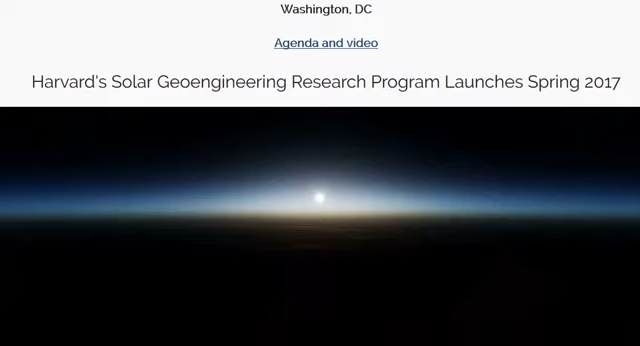 Washington, DC
Agenda and video
Harvard's Solar Geoengineering Research Program Launches Spring 2017